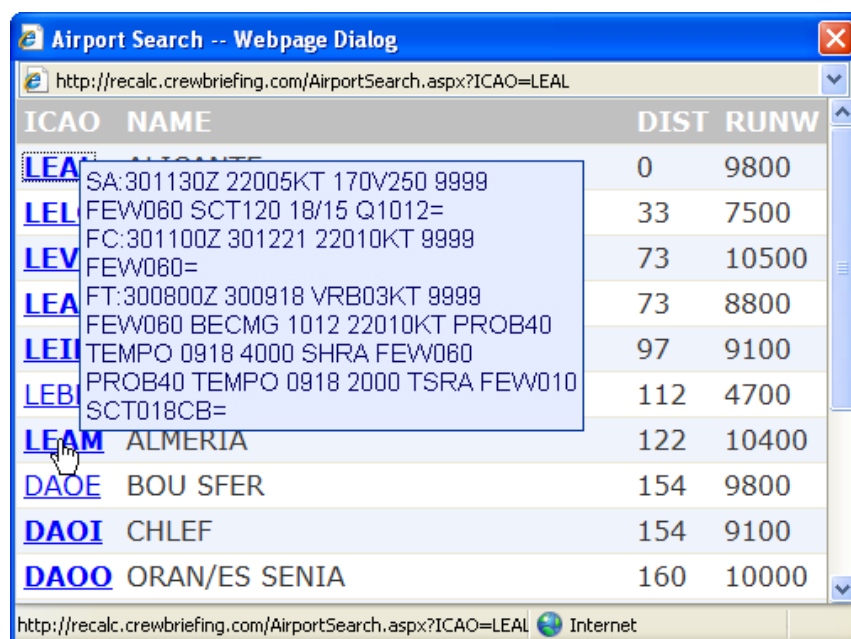 Airport Search -- Webpage Dialog
http://recalc.crewbriefing.com/AirportSearch.aspx?ICAO=LEAL
ICAO NAME DIST RUNW
0 9800
33 7500
73 10500
73 8800
97 9100
112 4700
SA:301130Z 22005KT 170V250 9999
FEW060 SCT120 18/15 Q1012=
FC:301100Z 301221 22010KT 9999
FEW060=
FT:300800Z 300918 VRB03KT 9999
FEW060 BECMG 1012 22010KT PROB40
TEMPO 0918 4000 SHRA FEW060
PROB40 TEMPO 0918 2000 TSRA FEW010
SCT018CB=
LEAM ALMERIA 122 10400
DAOE BOU SFER 154 9800
DAOI CHLEF 154 9100
DAOO ORAN/ES SENIA 160 10000
http://recalc.crewbriefing.com/AirportSearch.aspx?ICAO=LEAL Internet